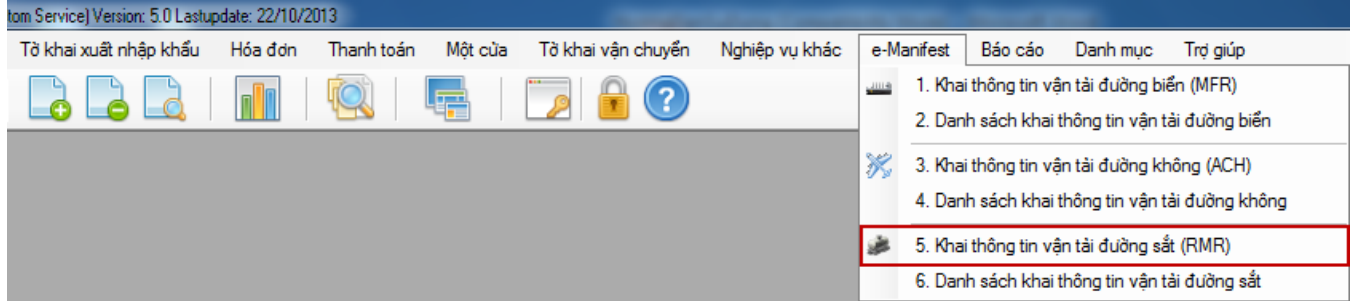 tom Service) Version: 5.0 Lastupdate: 22/10/2013
Tờ khai xuất nhập khẩu Hóa đơn Thanh toán Một cửa Tờ khai vận chuyển Nghiệp vụ khác e-Manifest Báo cáo Danh mục Trợ giúp
1. Khai thông tin vận tải đường biển (MFR)
2. Danh sách khai thông tin vận tải đường biển
3. Khai thông tin vận tải đường không (ACH)
4. Danh sách khai thông tin vận tải đường không
5. Khai thông tin vận tải đường sắt (RMR)
6. Danh sách khai thông tin vận tải đường sắt